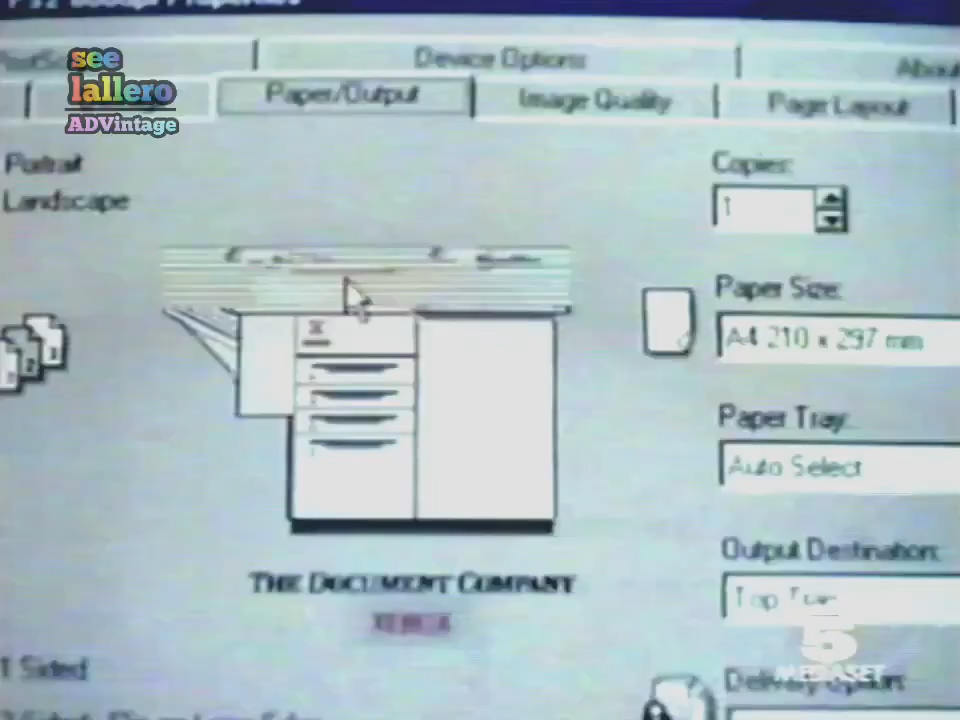 Properties
see
lallero
ADVintage
Device Options
About
Paper/Output
Image Quality
Page Layout
Portrait
Landscape
Copies:
1
Paper Size:
A4 210 x 297 mm
Paper Tray:
Auto Select
THE DOCUMENT COMPANY
XEROX
Output Destination:
Top Tray
1 Sided
Delivery Option:
5
MEDIASET